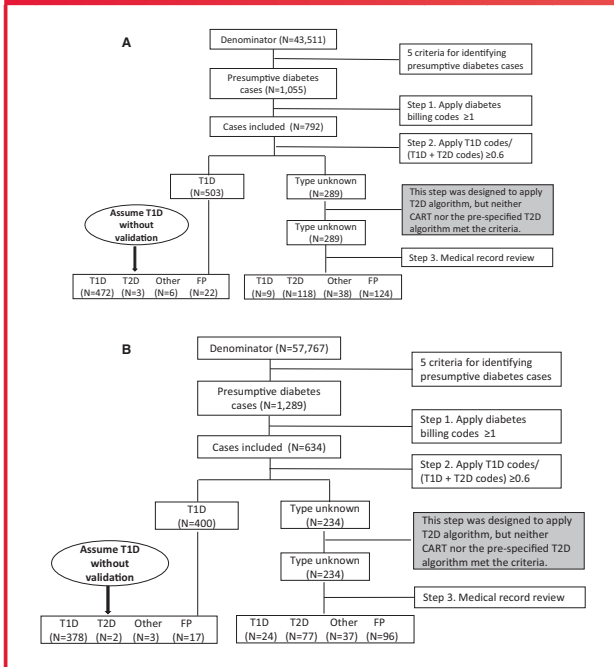 A
Denominator (N=43,511)
5 criteria for identifying
presumptive diabetes cases
Presumptive diabetes
cases (N=1,055)
Step 1. Apply diabetes
billing codes ≥1
Cases included (N=792)
Step 2. Apply T1D codes/
(T1D + T2D codes) ≥0.6
T1D
(N=503)
Type unknown
(N=289)
This step was designed to apply
T2D algorithm, but neither
CART nor the pre-specified T2D
algorithm met the criteria.
Assume T1D
without
validation
Type unknown
(N=289)
Step 3. Medical record review
T1D T2D Other FP
(N=472) (N=3) (N=6) (N=22)
T1D T2D Other FP
(N=9) (N=118) (N=38) (N=124)
B
Denominator (N=57,767)
5 criteria for identifying
presumptive diabetes cases
Presumptive diabetes
cases (N=1,289)
Step 1. Apply diabetes
billing codes ≥1
Cases included (N=634)
Step 2. Apply T1D codes/
(T1D + T2D codes) ≥0.6
T1D
(N=400)
Type unknown
(N=234)
This step was designed to apply
T2D algorithm, but neither
CART nor the pre-specified T2D
algorithm met the criteria.
Assume T1D
without
validation
Type unknown
(N=234)
Step 3. Medical record review
T1D T2D Other FP
(N=378) (N=2) (N=3) (N=17)
T1D T2D Other FP
(N=24) (N=77) (N=37) (N=96)